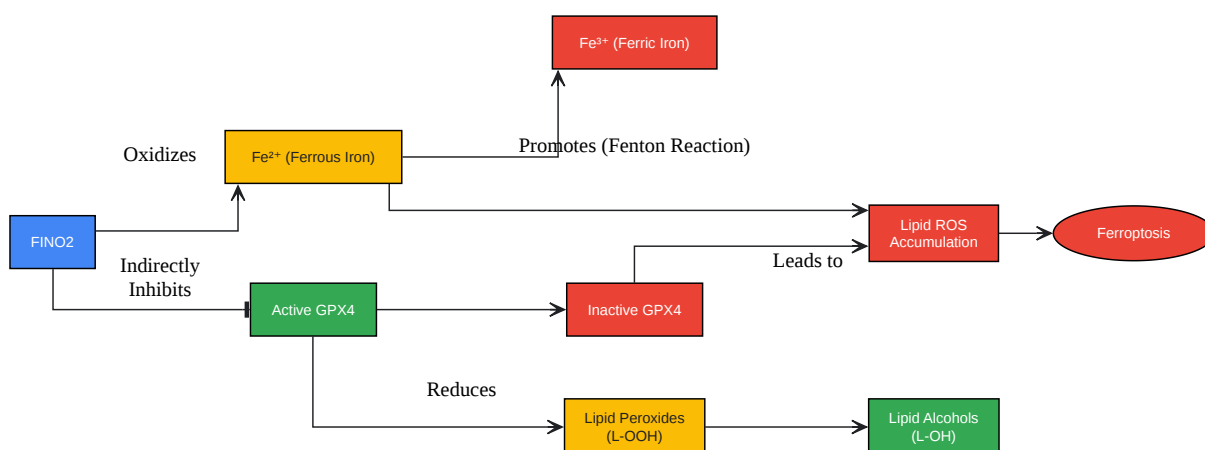 Fe³⁺ (Ferric Iron)
Oxidizes
Fe²⁺ (Ferrous Iron)
Promotes (Fenton Reaction)
FINO2
Lipid ROS
Accumulation
Ferroptosis
Indirectly
Inhibits
Leads to
Active GPX4
Inactive GPX4
Reduces
Lipid Peroxides
(L-OOH)
Lipid Alcohols
(L-OH)